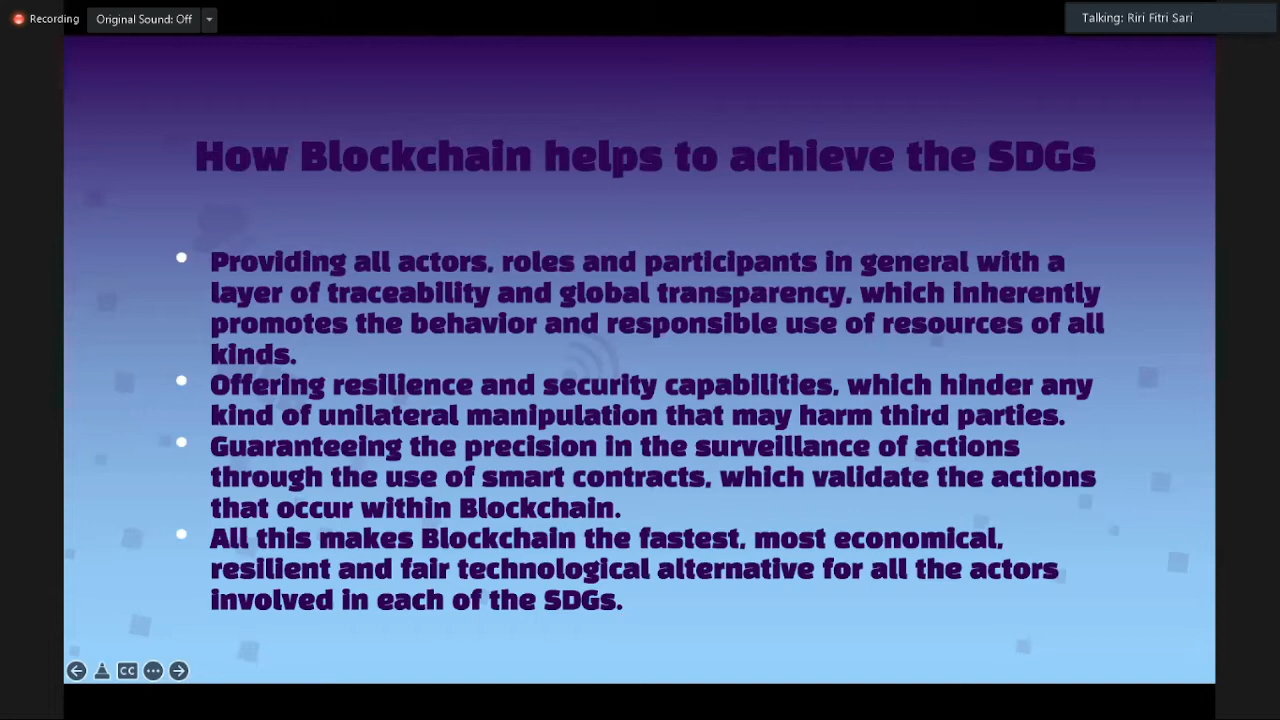 Recording
Original Sound: Off
Talking: Riri Fitri Sari
How Blockchain helps to achieve the SDGs
• Providing all actors, roles and participants in general with a
layer of traceability and global transparency, which inherently
promotes the behavior and responsible use of resources of all
kinds.
• Offering resilience and security capabilities, which hinder any
kind of unilateral manipulation that may harm third parties.
• Guaranteeing the precision in the surveillance of actions
through the use of smart contracts, which validate the actions
that occur within Blockchain.
• All this makes Blockchain the fastest, most economical,
resilient and fair technological alternative for all the actors
involved in each of the SDGs.
CC